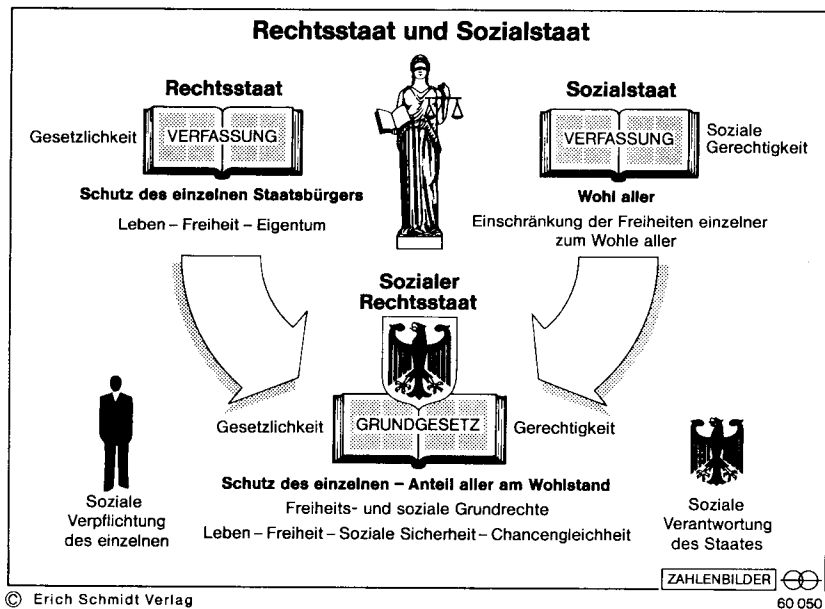 Rechtsstaat und Sozialstaat
Rechtsstaat
Gesetzlichkeit
VERFASSUNG
Schutz des einzelnen Staatsbürgers
Leben – Freiheit – Eigentum
Sozialstaat
VERFASSUNG
Soziale
Gerechtigkeit
Wohl aller
Einschränkung der Freiheiten einzelner
zum Wohle aller
Sozialer
Rechtsstaat
Gesetzlichkeit
GRUNDGESETZ
Gerechtigkeit
Schutz des einzelnen – Anteil aller am Wohlstand
Freiheits- und soziale Grundrechte
Leben – Freiheit – Soziale Sicherheit – Chancengleichheit
Soziale
Verpflichtung
des einzelnen
Soziale
Verantwortung
des Staates
ZAHLENBILDER
© Erich Schmidt Verlag
60 050